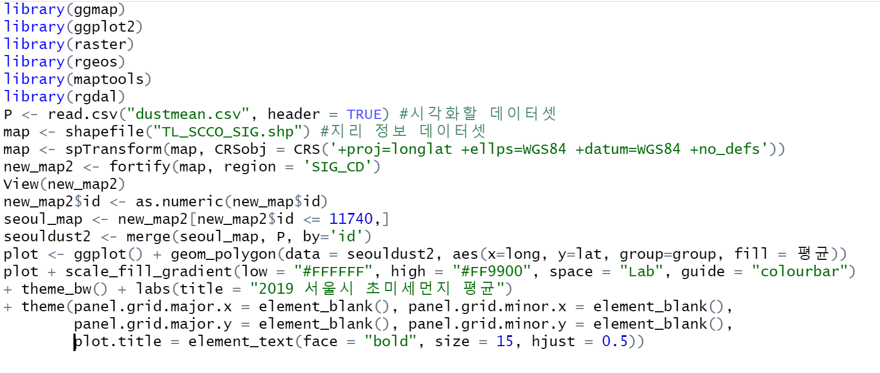 library(ggmap)
library(ggplot2)
library(raster)
library(rgeos)
library(maptools)
library(rgdal)
P <- read.csv("dustmean.csv", header = TRUE) #시각화할 데이터셋
map <- shapefile("TL_SCCO_SIG.shp") #지리 정보 데이터셋
map <- spTransform(map, CRSobj = CRS('+proj=longlat +ellps=WGS84 +datum=WGS84 +no_defs'))
new_map2 <- fortify(map, region = 'SIG_CD')
View(new_map2)
new_map2$id <- as.numeric(new_map$id)
seoul_map <- new_map2[new_map2$id <= 11740,]
seouldust2 <- merge(seoul_map, P, by='id')
plot <- ggplot() + geom_polygon(data = seouldust2, aes(x=long, y=lat, group=group, fill = 평균))
plot + scale_fill_gradient(low = "#FFFFFF", high = "#FF9900", space = "Lab", guide = "colourbar")
+ theme_bw() + labs(title = "2019 서울시 초미세먼지 평균")
+ theme(panel.grid.major.x = element_blank(), panel.grid.minor.x = element_blank(),
panel.grid.major.y = element_blank(), panel.grid.minor.y = element_blank(),
plot.title = element_text(face = "bold", size = 15, hjust = 0.5))